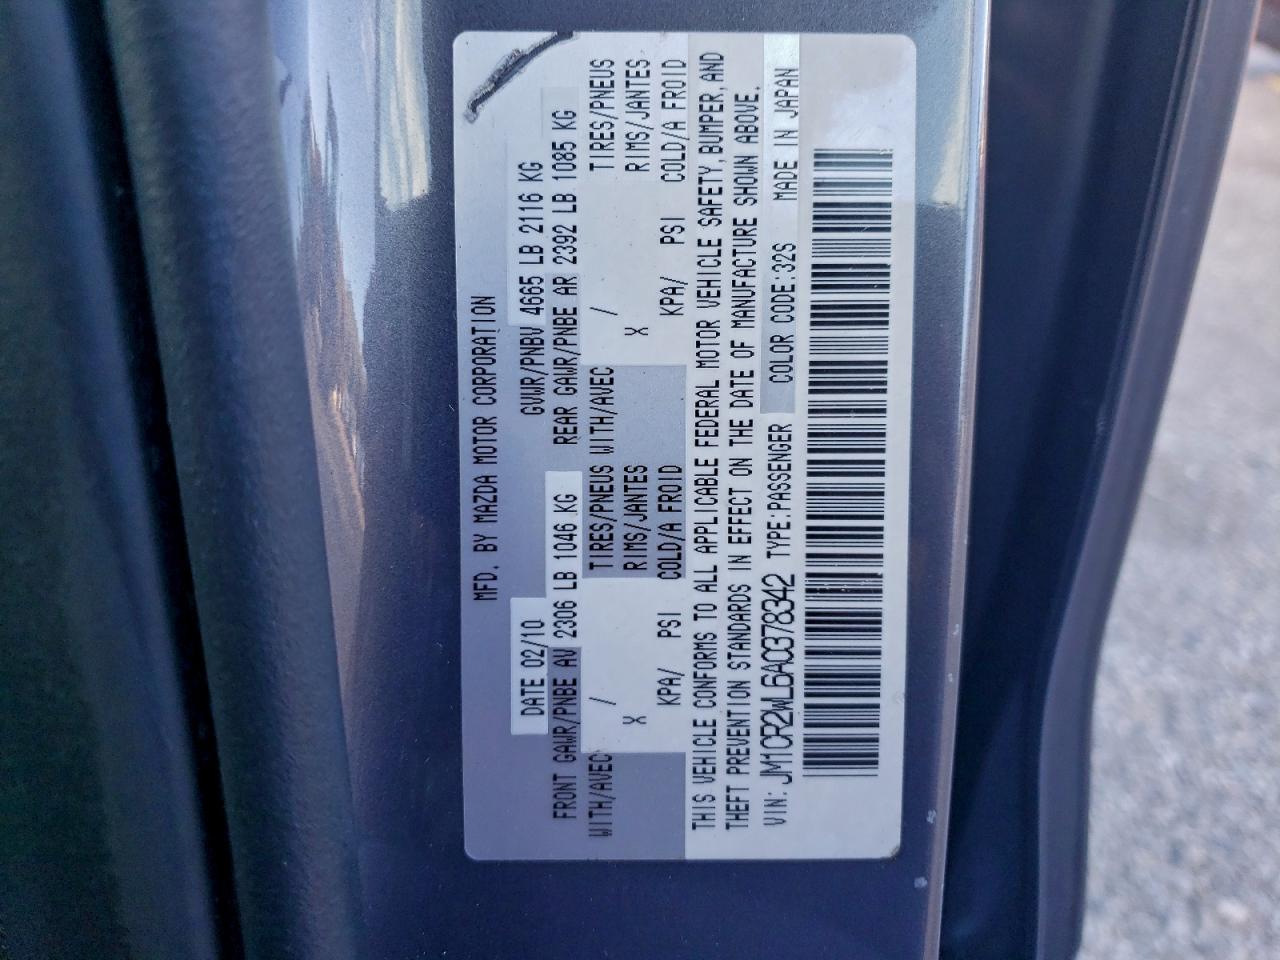 MFD. BY MAZDA MOTOR CORPORATION
DATE 02/10 GVWR/PNBV 4665 LB 2116 KG
FRONT GAWR/PNBE AV 2306 LB 1046 KG REAR GAWR/PNBE AR 2392 LB 1085 KG
WITH/AVEC / TIRES/PNEUS WITH/AVEC / TIRES/PNEUS
X RIMS/JANTES X RIMS/JANTES
KPA/ PSI COLD/A FROID KPA/ PSI COLD/A FROID
THIS VEHICLE CONFORMS TO ALL APPLICABLE FEDERAL MOTOR VEHICLE SAFETY, BUMPER, AND
THEFT PREVENTION STANDARDS IN EFFECT ON THE DATE OF MANUFACTURE SHOWN ABOVE.
VIN: JM1CR2WL6A0378342 TYPE:PASSENGER COLOR CODE:32S MADE IN JAPAN